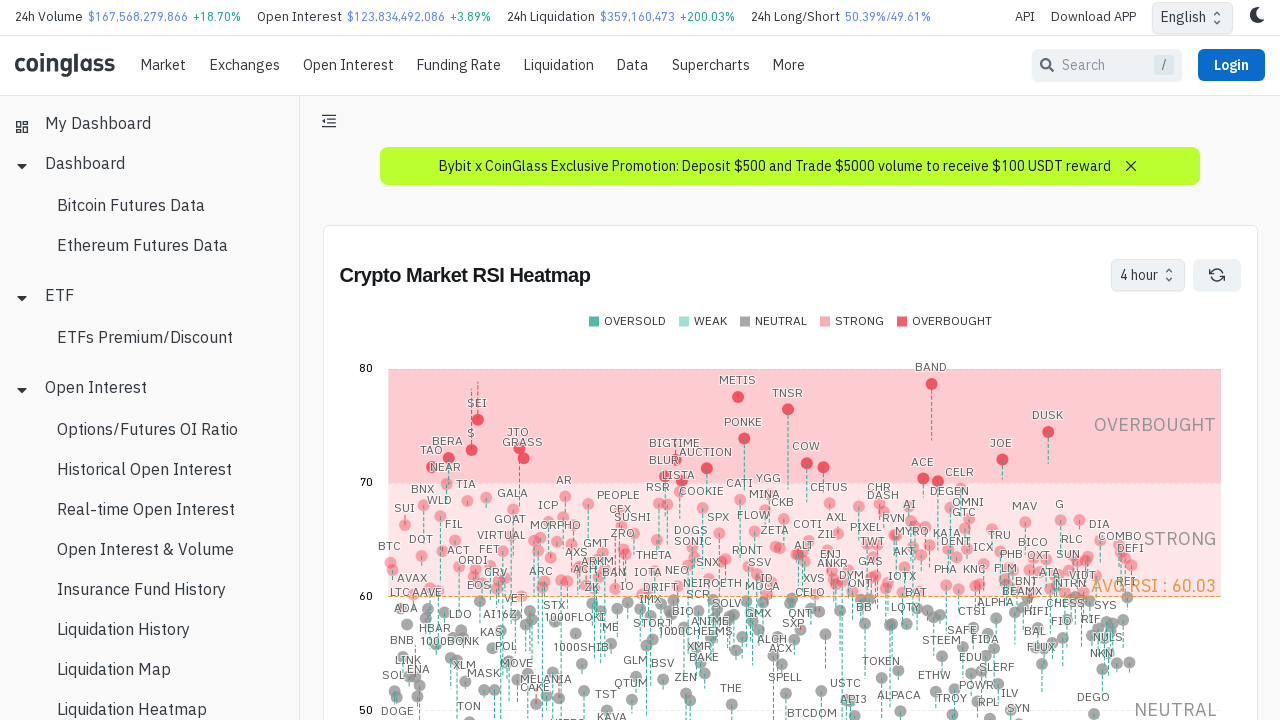 24h Volume $167,568,279,866 +18.70% Open Interest $123,834,492,086 +3.89% 24h Liquidation $359,160,473 +200.03% 24h Long/Short 50.39%/49.61% API Download APP English
coinglass Market Exchanges Open Interest Funding Rate Liquidation Data Supercharts More Search / Login
My Dashboard
Dashboard
Bitcoin Futures Data
Ethereum Futures Data
ETF
ETFs Premium/Discount
Open Interest
Options/Futures OI Ratio
Historical Open Interest
Real-time Open Interest
Open Interest & Volume
Insurance Fund History
Liquidation History
Liquidation Map
Liquidation Heatmap
Bybit x CoinGlass Exclusive Promotion: Deposit $500 and Trade $5000 volume to receive $100 USDT reward
Crypto Market RSI Heatmap
4 hour
OVERSOLD WEAK NEUTRAL STRONG OVERBOUGHT
80
BAND
METIS
TNSR
SEI
DUSK
PONKE
OVERBOUGHT
S JTO
BERA GRASS BIGTIME JOE
TAO AUCTION COW
NEAR BLUR ACE
LISTA CELR
70
TIA AR RSR CATI YGG
BNX GALA PEOPLE COOKIE MINA CETUS CHR DEGEN
WLD ICP CKB DASH OMNI
SUI CFX AI MAV G
GOAT SUSHI SPX FLOW AXL RVN GTC
FIL MORPHO COTI PIXEL DIA
DOT VIRTUAL ZRO DOGS ZETA ZIL MYRO KAIA TRU COMBO
BTC ACT FET GMT SONIC ALT TWT DENT BICO RLC STRONG
AXS THETA RDNT ENJ AKT ICX DEFI
ORDI ARKM SNX SSV ANKR GAS PHB OXT SUN
AVAX CRV ARC ACH BAN IOTA NEO ID DYM IOTX PHA KNC FLM ATA
EOS ZK IO DRIFT NEIROETH MOCA XVS ONT BNT NTRN REI
LTC AAVE SCR CELO BAT BEAMX AVG RSI : 60.03
60
VET IMX SOLV ALPHA CHESS SYS
ADA LDO AI16Z STX BIO GMX BB LQTY CTSI HIFI
HBAR 1000FLOKI STORJ ANIME SXP FIO RIF
KAS ME 1000CHEEMS SAFE BAL
BNB 1000BONK POL 1000SHIB XMR ALCH STEEM FIDA FLUX NULS
LINK XLM MOVE GLM BSV BAKE ACX TOKEN EDU NKN
SOL ENA MASK MELANIA QTUM ZEN SPELL USTC ETHW SLERF
CAKE TST THE API3 ALPACA TROY POWR ILV DEGO
DOGE TON KAVA BTCDOM RPL SYN
50 NEUTRAL